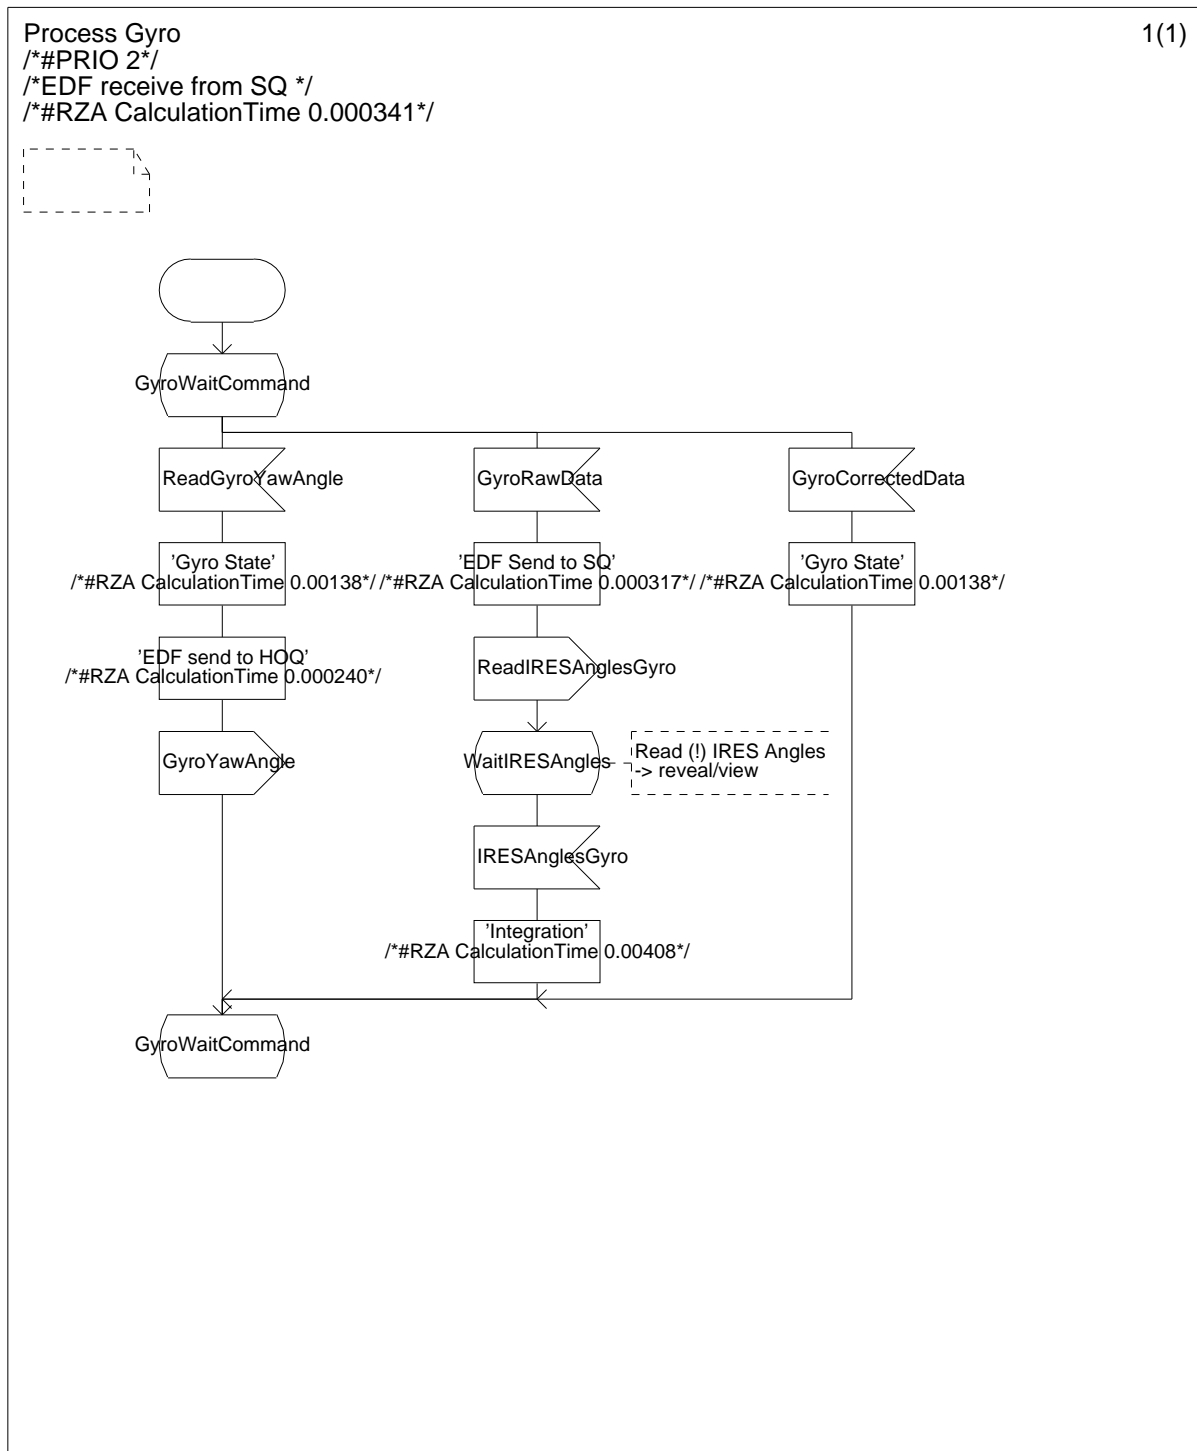 Process Gyro
1(1)
/*#PRIO 2*/
/*EDF receive from SQ */
/*#RZA CalculationTime 0.000341*/
GyroWaitCommand
ReadGyroYawAngle
GyroRawData
GyroCorrectedData
'Gyro State'
/*#RZA CalculationTime 0.00138*/
'EDF Send to SQ'
/*#RZA CalculationTime 0.000317*/
'Gyro State'
/*#RZA CalculationTime 0.00138*/
'EDF send to HOQ'
/*#RZA CalculationTime 0.000240*/
ReadIRESAnglesGyro
GyroYawAngle
WaitIRESAngles
Read (!) IRES Angles
-> reveal/view
IRESAnglesGyro
'Integration'
/*#RZA CalculationTime 0.00408*/
GyroWaitCommand